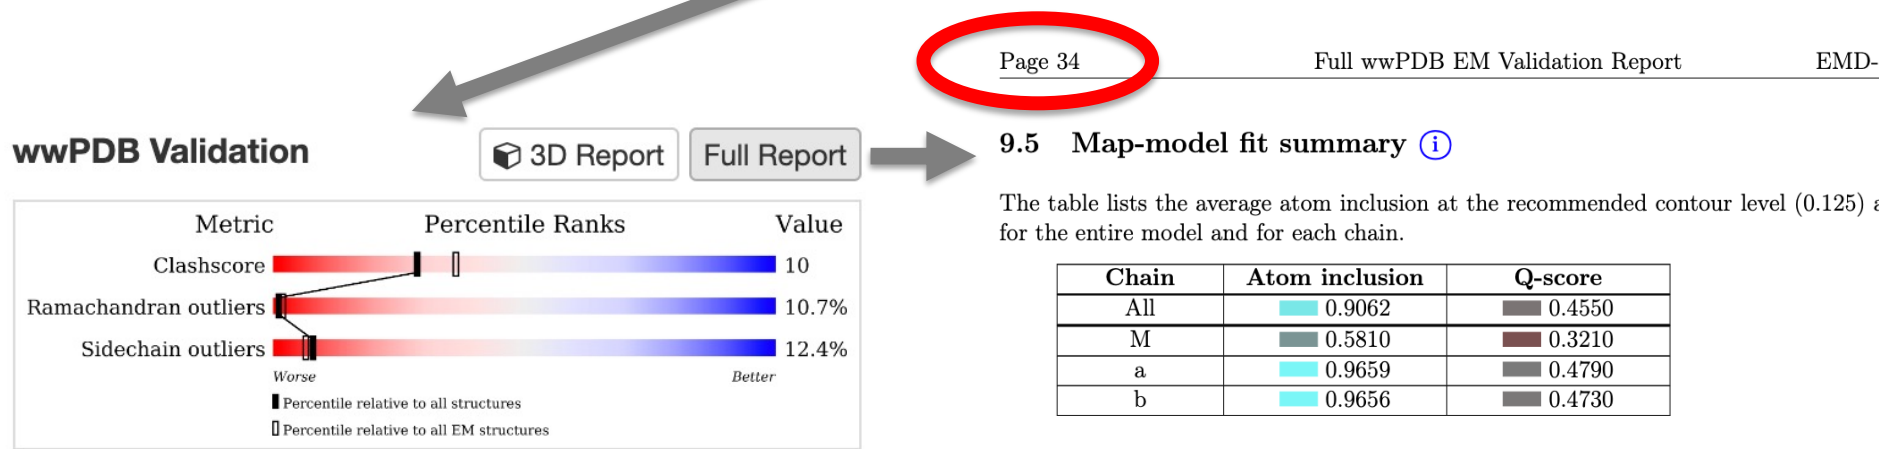 wwPDB Validation
3D Report
Full Report
Metric Percentile Ranks Value
Clashscore 10
Ramachandran outliers 10.7%
Sidechain outliers 12.4%
Worse Better
Percentile relative to all structures
Percentile relative to all EM structures
Page 34 Full wwPDB EM Validation Report EMD-
9.5 Map-model fit summary i
The table lists the average atom inclusion at the recommended contour level (0.125)
for the entire model and for each chain.
Chain Atom inclusion Q-score
All 0.9062 0.4550
M 0.5810 0.3210
a 0.9659 0.4790
b 0.9656 0.4730